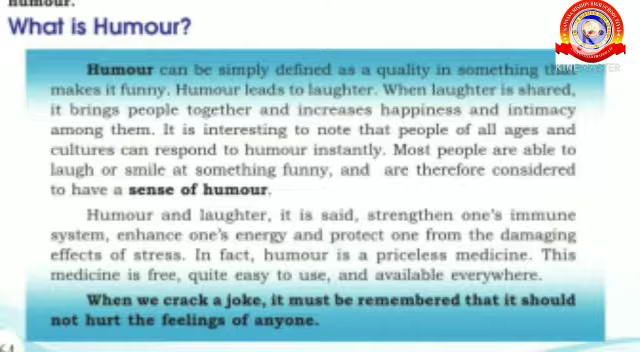 humour.
What is Humour?
Humour can be simply defined as a quality in something that
makes it funny. Humour leads to laughter. When laughter is shared,
it brings people together and increases happiness and intimacy
among them. It is interesting to note that people of all ages and
cultures can respond to humour instantly. Most people are able to
laugh or smile at something funny, and are therefore considered
to have a sense of humour.
Humour and laughter, it is said, strengthen one's immune
system, enhance one's energy and protect one from the damaging
effects of stress. In fact, humour is a priceless medicine. This
medicine is free, quite easy to use, and available everywhere.
When we crack a joke, it must be remembered that it should
not hurt the feelings of anyone.
64